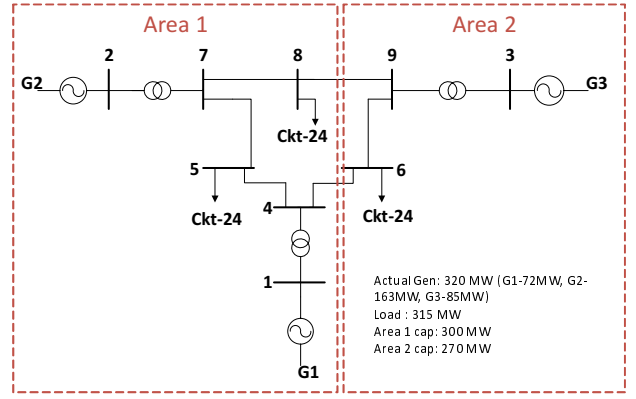 Area 1
Area 2
2
7
8
9
3
G2
G3
Ckt-24
5
6
Ckt-24
4
Ckt-24
1
Actual Gen: 320 MW (G1-72MW, G2-
163MW, G3-85MW)
Load : 315 MW
Area 1 cap: 300 MW
Area 2 cap: 270 MW
G1